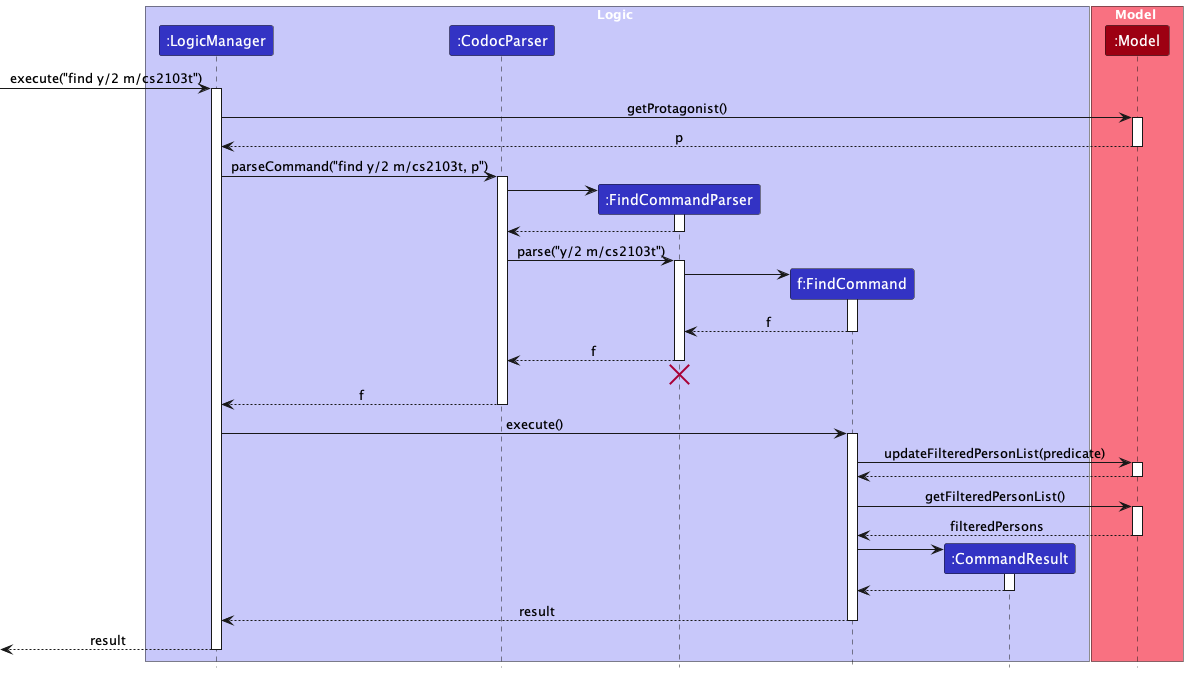 Logic
Model
:LogicManager
:CodocParser
:Model
execute("find y/2 m/cs2103t")
getProtagonist()
p
parseCommand("find y/2 m/cs2103t, p")
:FindCommandParser
parse("y/2 m/cs2103t")
f:FindCommand
f
f
f
execute()
updateFilteredPersonList(predicate)
getFilteredPersonList()
filteredPersons
:CommandResult
result
result